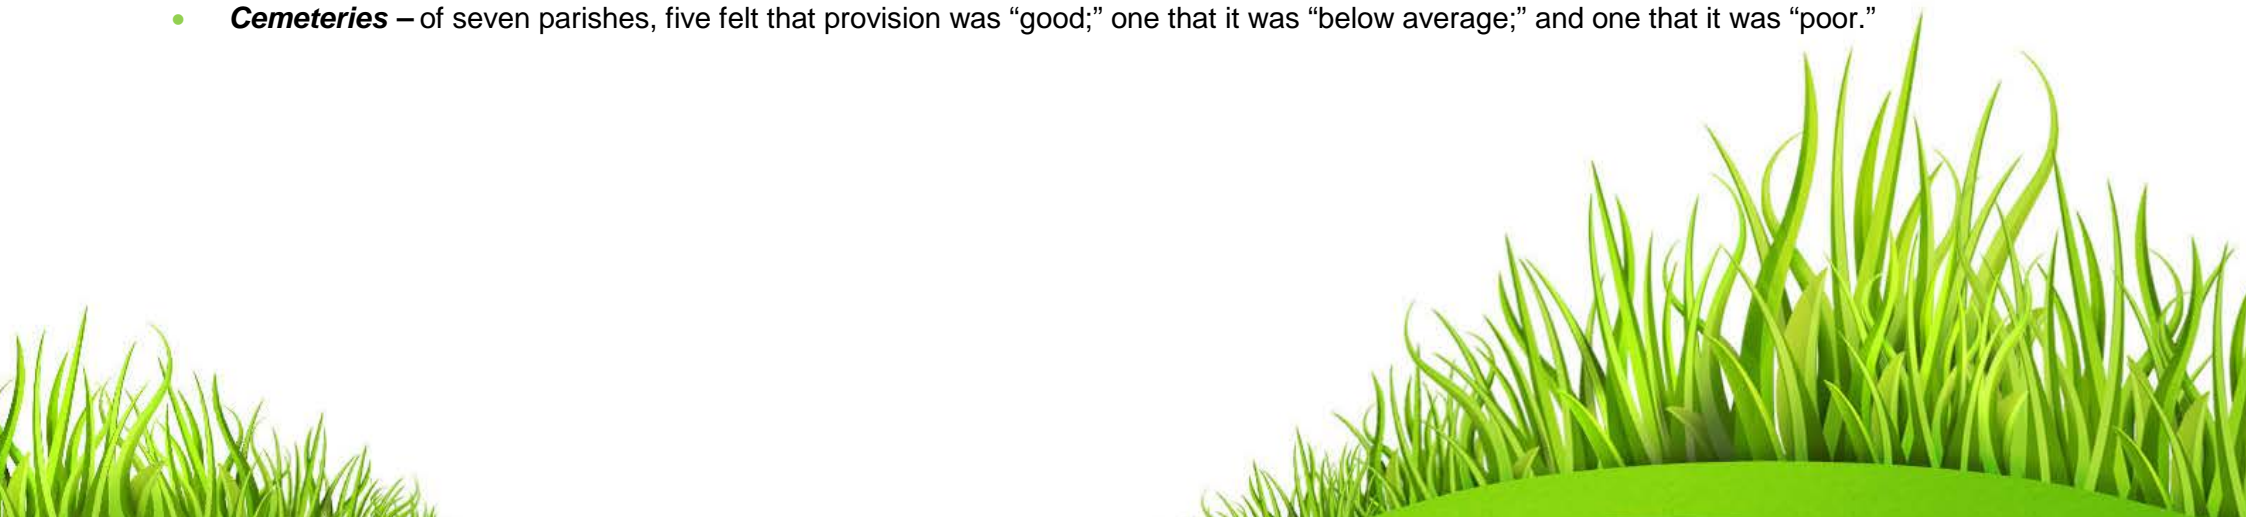 • Cemeteries – of seven parishes, five felt that provision was “good;” one that it was “below average;” and one that it was “poor.”